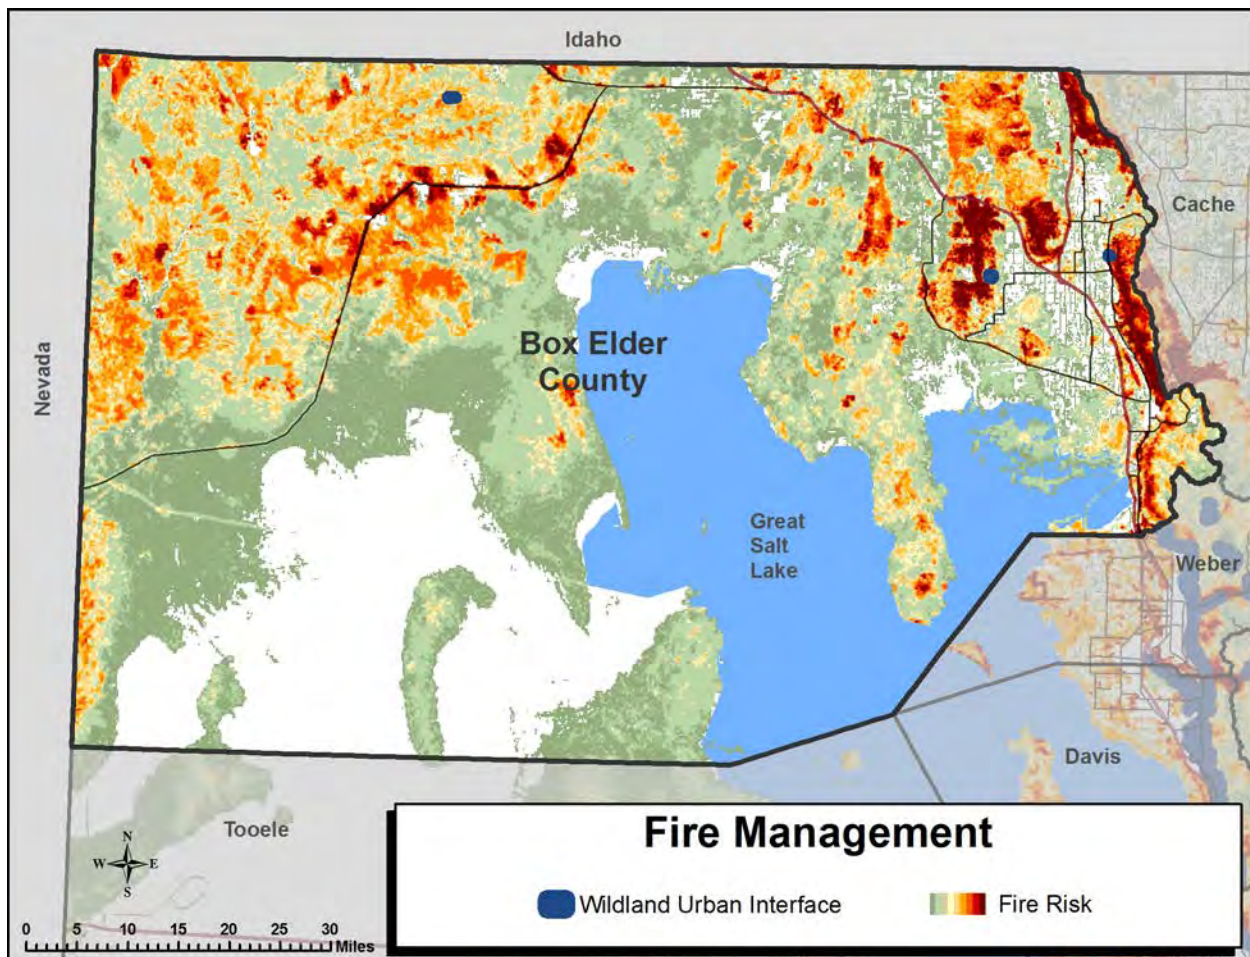 Idaho
Cache
Nevada
Box Elder
County
Great
Salt
Lake
Weber
Davis
Tooele
N
W
E
S
0
5
10
15
20
25
30
Miles
Fire Management
Wildland Urban Interface
Fire Risk